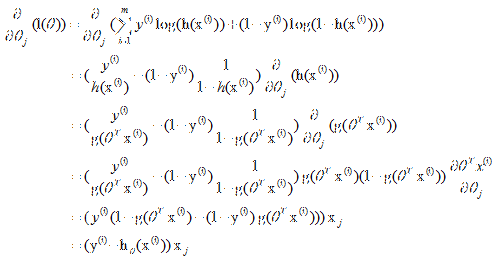 ∂/∂θ_j (l(θ)) = ∂/∂θ_j (∑_{i=1}^{m} y^{(i)} log(h(x^{(i)})) + (1 − y^{(i)}) log(1 − h(x^{(i)})))
= (y^{(i)}/h(x^{(i)}) − (1 − y^{(i)}) 1/(1 − h(x^{(i)}))) ∂/∂θ_j (h(x^{(i)}))
= (y^{(i)}/g(θ^T x^{(i)}) − (1 − y^{(i)}) 1/(1 − g(θ^T x^{(i)}))) ∂/∂θ_j (g(θ^T x^{(i)}))
= (y^{(i)}/g(θ^T x^{(i)}) − (1 − y^{(i)}) 1/(1 − g(θ^T x^{(i)}))) g(θ^T x^{(i)})(1 − g(θ^T x^{(i)})) ∂θ^T x^{(i)}/∂θ_j
= (y^{(i)}(1 − g(θ^T x^{(i)}) − (1 − y^{(i)}) g(θ^T x^{(i)}))) x_j
= (y^{(i)} − h_θ(x^{(i)})) x_j